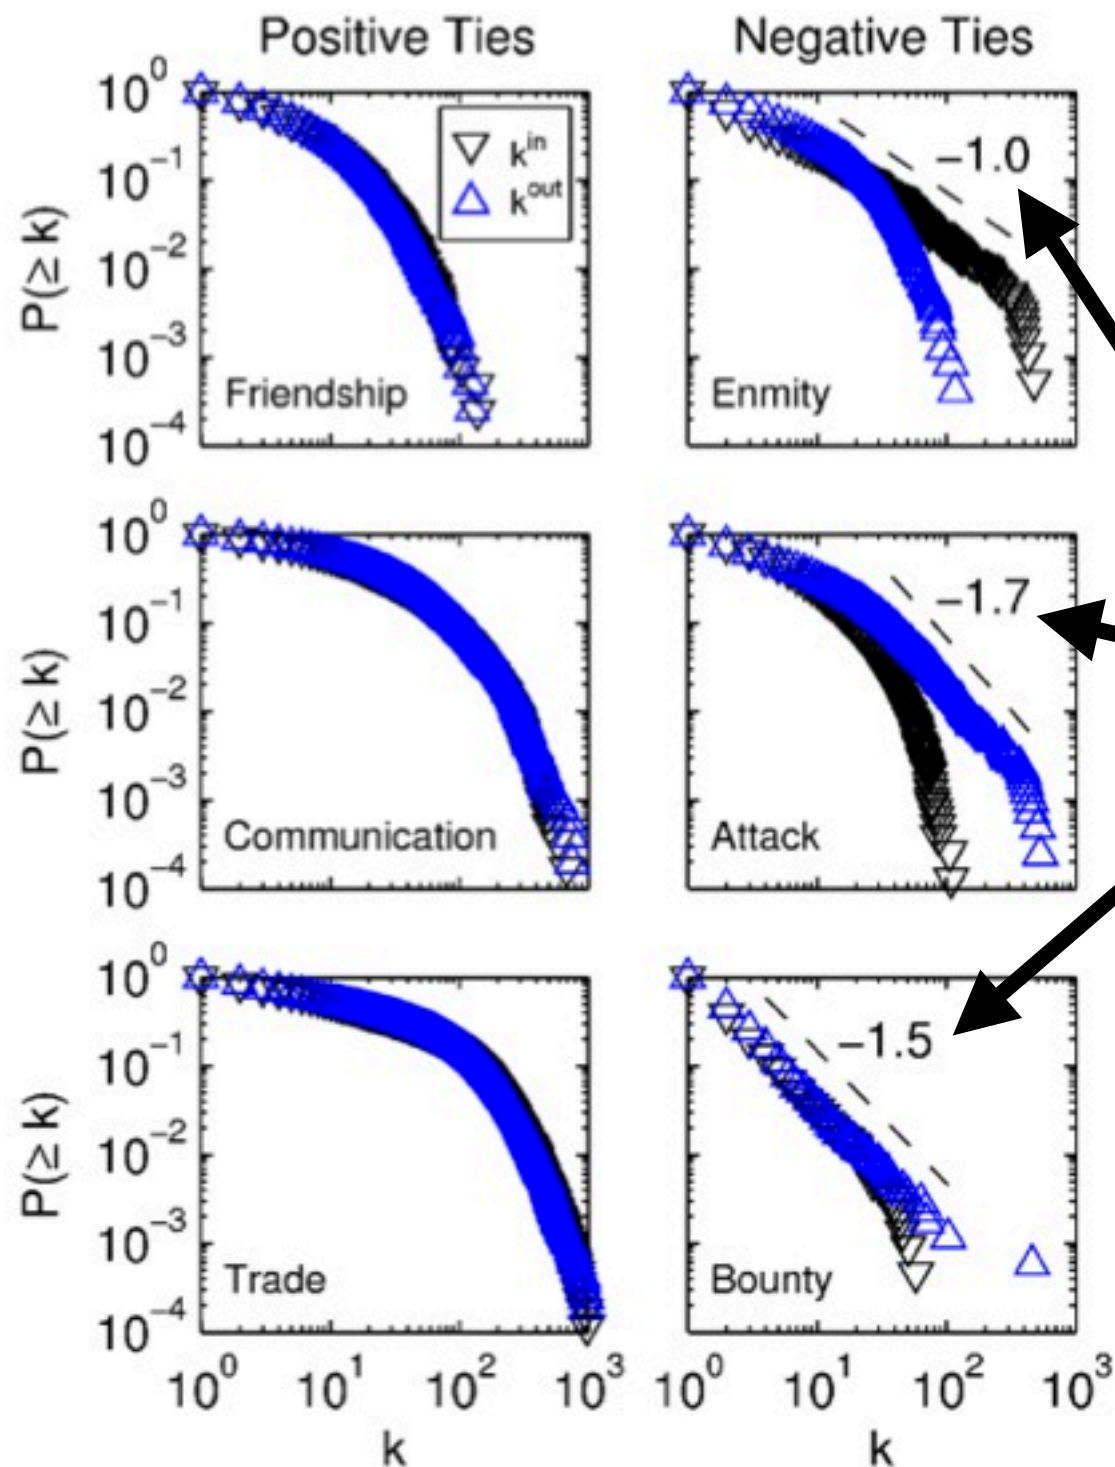 Positive Ties
Negative Ties
10^0
10^-1
10^-2
10^-3
10^-4
P(≥ k)
k^in
k^out
Friendship
-1.0
Enmity
10^0
10^-1
10^-2
10^-3
10^-4
P(≥ k)
Communication
-1.7
Attack
10^0
10^-1
10^-2
10^-3
10^-4
P(≥ k)
Trade
-1.5
Bounty
10^0 10^1 10^2 10^3
10^0 10^1 10^2 10^3
k
k